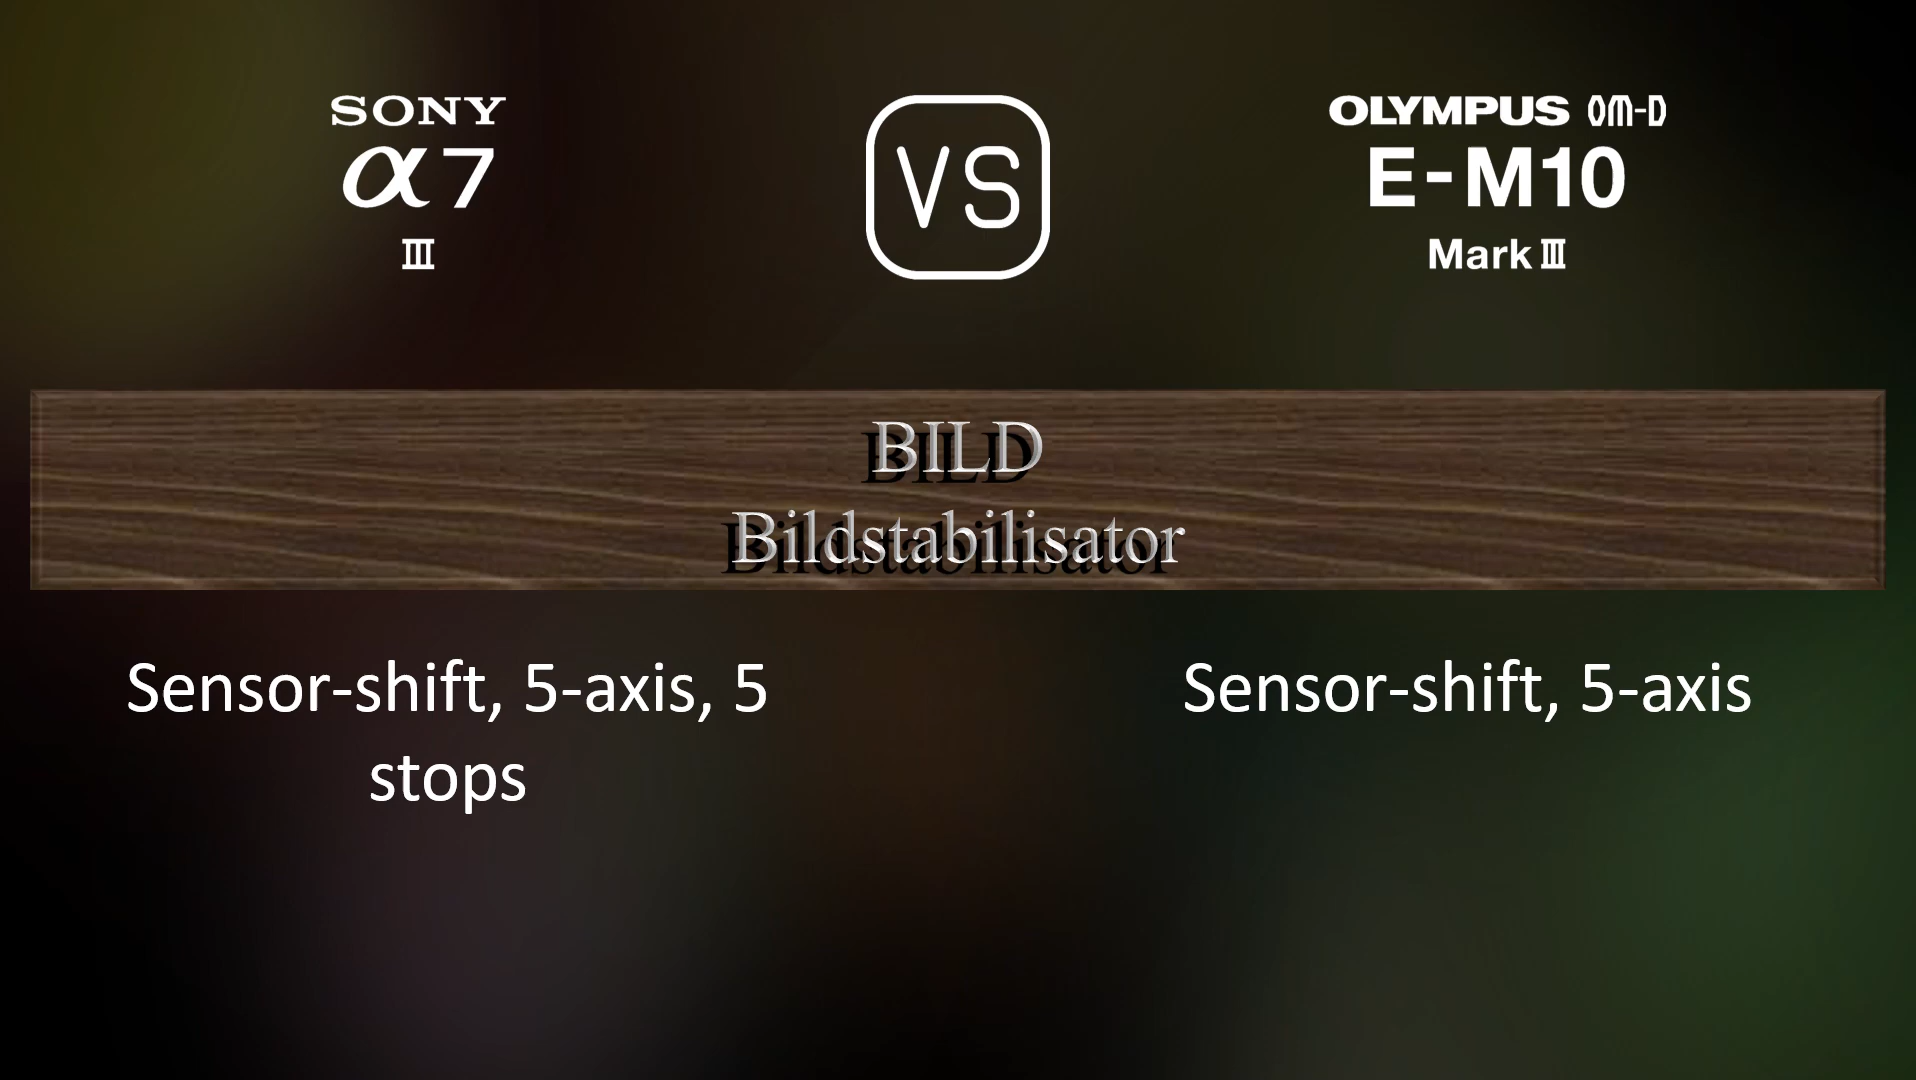 SONY
α7
III
VS
OLYMPUS OM-D
E-M10
Mark III
BILD
Bildstabilisator
Sensor-shift, 5-axis, 5
stops
Sensor-shift, 5-axis